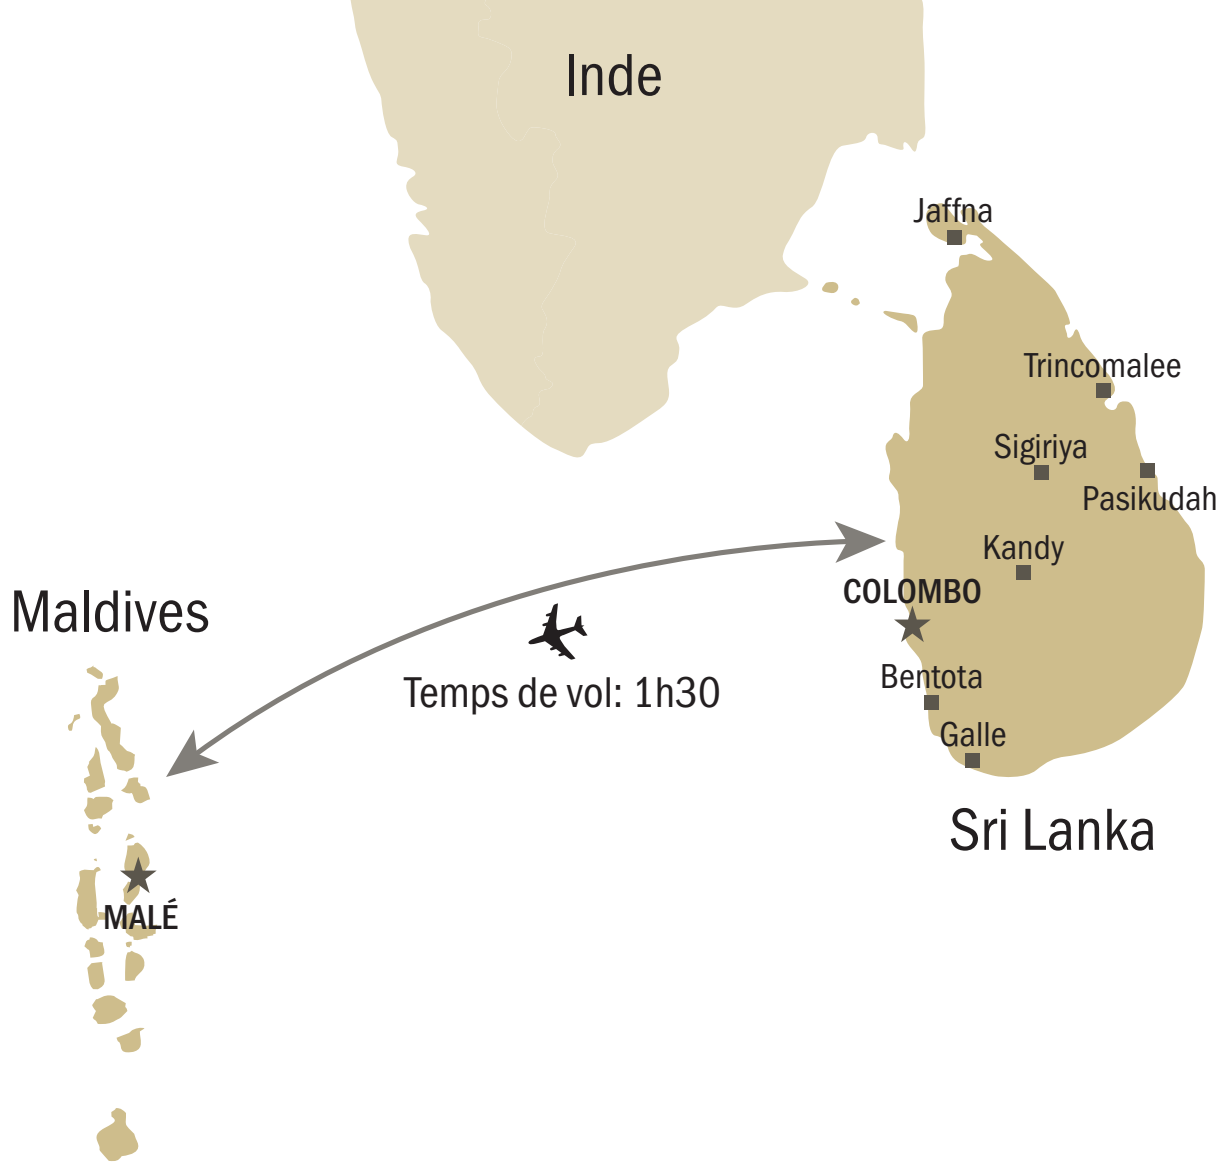 Inde
Jaffna
Trincomalee
Sigiriya
Pasikudah
Kandy
COLOMBO
Maldives
Temps de vol: 1h30
Bentota
Galle
Sri Lanka
MALÉ